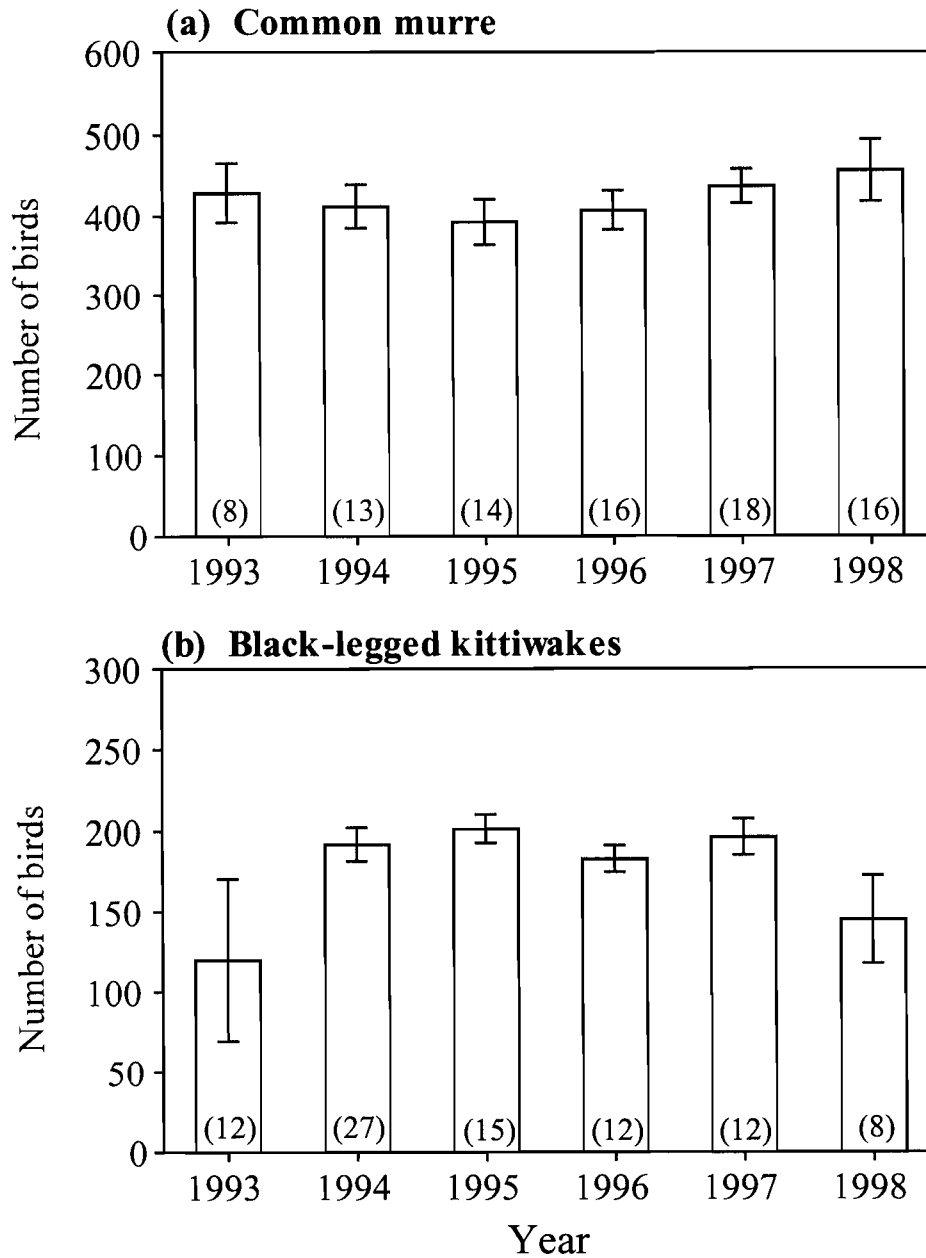 (a) Common murre
600
500
400
300
200
100
0
Number of birds
(8) (13) (14) (16) (18) (16)
1993 1994 1995 1996 1997 1998
(b) Black-legged kittiwakes
300
250
200
150
100
50
0
Number of birds
(12) (27) (15) (12) (12) (8)
1993 1994 1995 1996 1997 1998
Year